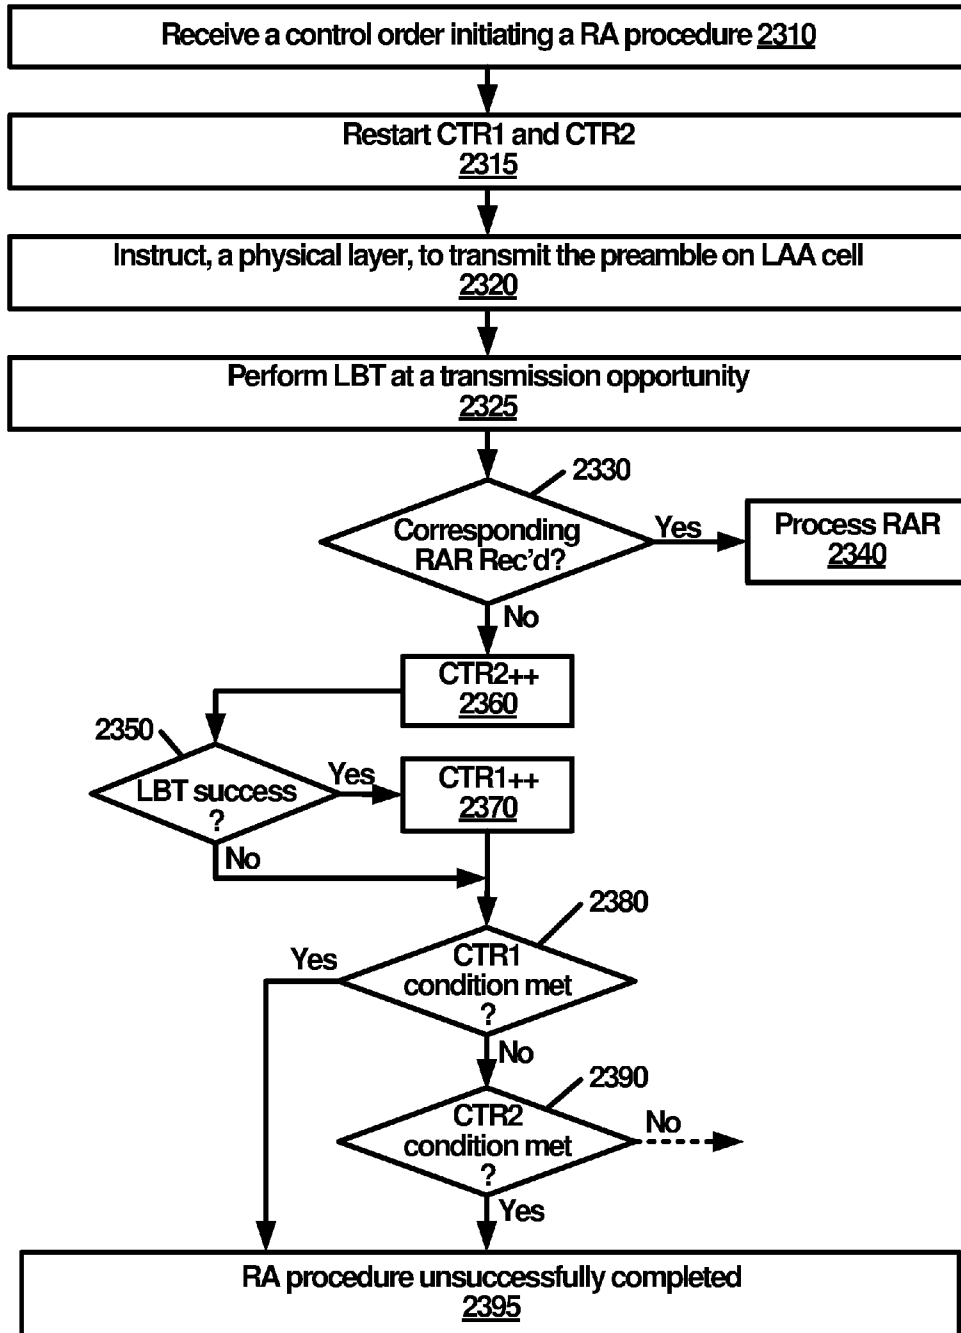 Receive a control order initiating a RA procedure 2310
Restart CTR1 and CTR2
2315
Instruct, a physical layer, to transmit the preamble on LAA cell
2320
Perform LBT at a transmission opportunity
2325
2330
Corresponding
RAR Rec'd?
Yes
Process RAR
2340
No
CTR2++
2360
2350
LBT success
?
Yes
CTR1++
2370
No
2380
CTR1
condition met
?
Yes
No
2390
CTR2
condition met
?
No
Yes
RA procedure unsuccessfully completed
2395